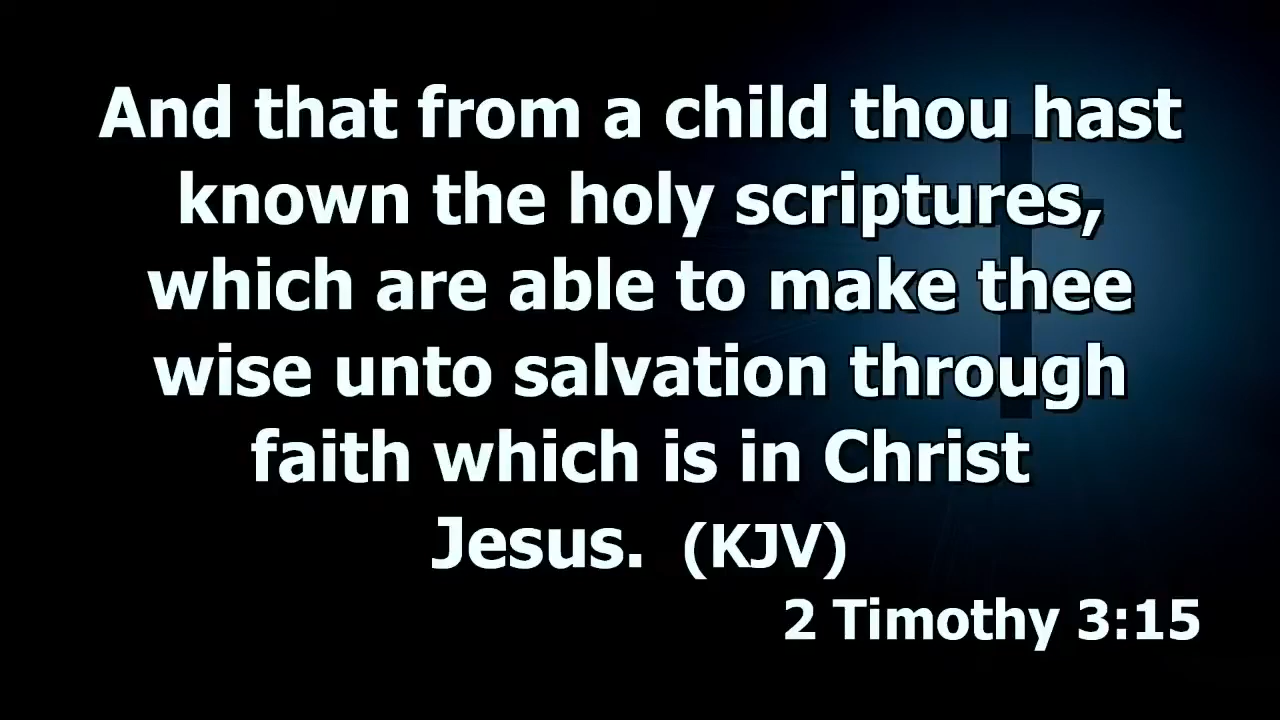 And that from a child thou hast
known the holy scriptures,
which are able to make thee
wise unto salvation through
faith which is in Christ
Jesus. (KJV)
2 Timothy 3:15